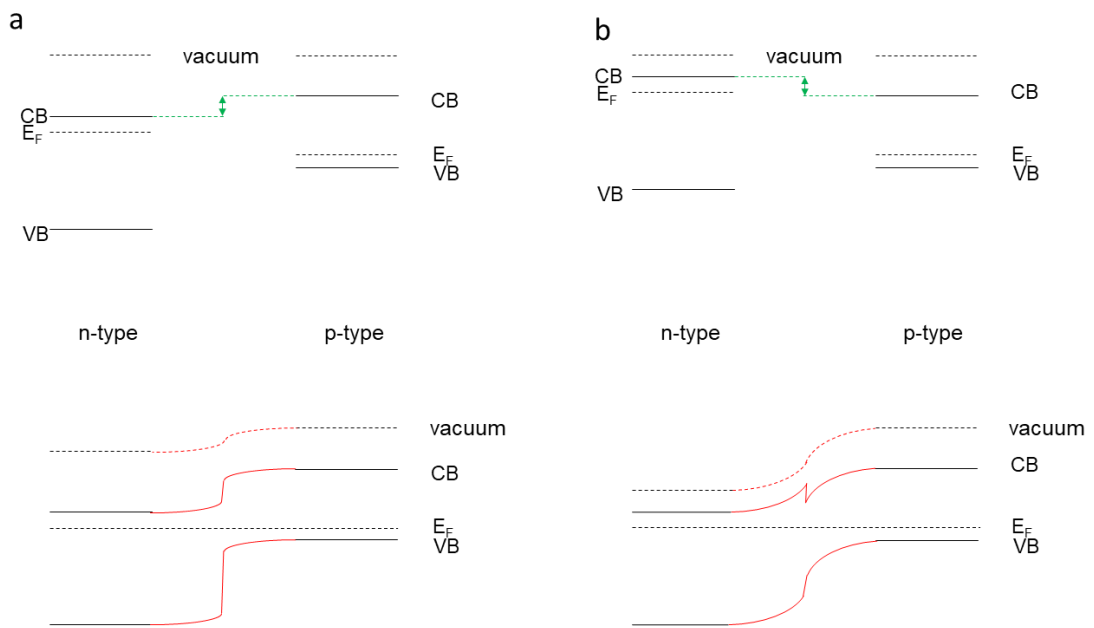 a
vacuum
CB
CB
E_F
E_F
VB
VB
n-type
p-type
vacuum
CB
E_F
VB
b
vacuum
CB
E_F
CB
E_F
VB
VB
n-type
p-type
vacuum
CB
E_F
VB